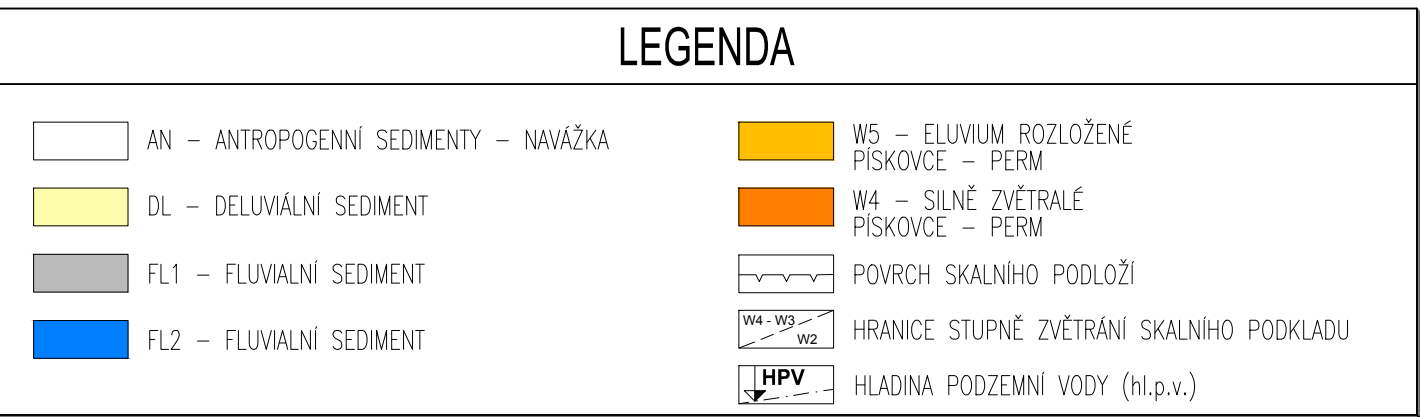 LEGENDA
AN – ANTROPOGENNÍ SEDIMENTY – NAVÁŽKA
DL – DELUVIÁLNÍ SEDIMENT
FL1 – FLUVIALNÍ SEDIMENT
FL2 – FLUVIALNÍ SEDIMENT
W5 – ELUVIUM ROZLOŽENÉ
PÍSKOVCE – PERM
W4 – SILNĚ ZVĚTRALÉ
PÍSKOVCE – PERM
POVRCH SKALNÍHO PODLOŽÍ
W4 - W3
W2
HRANICE STUPNĚ ZVĚTRÁNÍ SKALNÍHO PODKLADU
HPV
HLADINA PODZEMNÍ VODY (hl.p.v.)